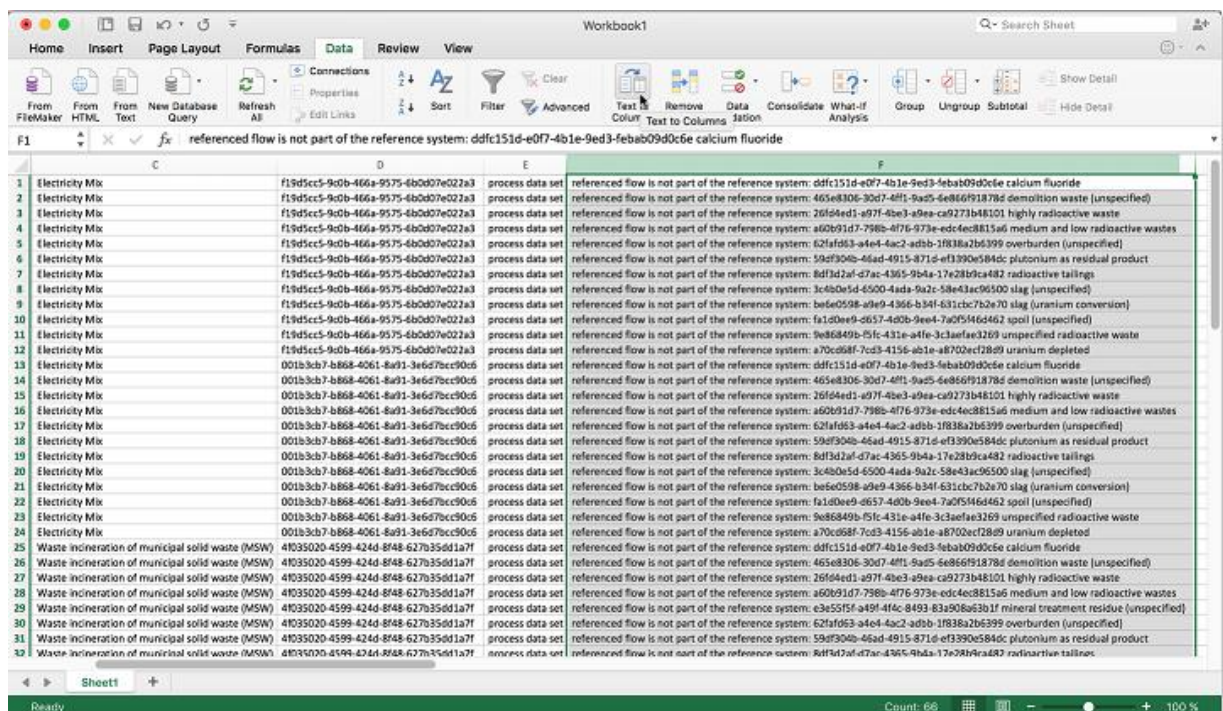 Workbook1
Search Sheet
Home Insert Page Layout Formulas Data Review View
From FileMaker
From HTML
From Text
New Database Query
Refresh All
Connections
Properties
Edit Links
Sort
Filter
Clear
Advanced
Text to Columns
Remove
Data
Consolidate
What-If Analysis
Group
Ungroup
Subtotal
Show Detail
Hide Detail
Text to Columns
F1 fx referenced flow is not part of the reference system: ddfc151d-e0f7-4b1e-9ed3-febab09d0c6e calcium fluoride
C D E F
1 Electricity Mix f19d5cc5-9c0b-466a-9575-6b0d07e022a3 process data set referenced flow is not part of the reference system: ddfc151d-e0f7-4b1e-9ed3-febab09d0c6e calcium fluoride
2 Electricity Mix f19d5cc5-9c0b-466a-9575-6b0d07e022a3 process data set referenced flow is not part of the reference system: 465e8306-30d7-4ff1-9ad5-6e866f91878d demolition waste (unspecified)
3 Electricity Mix f19d5cc5-9c0b-466a-9575-6b0d07e022a3 process data set referenced flow is not part of the reference system: 26fd4ed1-a97f-4be3-a9ea-ca9273b48101 highly radioactive waste
4 Electricity Mix f19d5cc5-9c0b-466a-9575-6b0d07e022a3 process data set referenced flow is not part of the reference system: a60b91d7-798b-4f76-973e-edc4ec8815a6 medium and low radioactive wastes
5 Electricity Mix f19d5cc5-9c0b-466a-9575-6b0d07e022a3 process data set referenced flow is not part of the reference system: 62fafd63-a4e4-4ac2-adbb-1f838a2b6399 overburden (unspecified)
6 Electricity Mix f19d5cc5-9c0b-466a-9575-6b0d07e022a3 process data set referenced flow is not part of the reference system: 59df304b-46ad-4915-871d-ef3390e584dc plutonium as residual product
7 Electricity Mix f19d5cc5-9c0b-466a-9575-6b0d07e022a3 process data set referenced flow is not part of the reference system: 8df3d2af-d7ac-4365-9b4a-17e28b9ca482 radioactive tailings
8 Electricity Mix f19d5cc5-9c0b-466a-9575-6b0d07e022a3 process data set referenced flow is not part of the reference system: 3c4b0e5d-6500-4ada-9a2c-58e43ac96500 slag (unspecified)
9 Electricity Mix f19d5cc5-9c0b-466a-9575-6b0d07e022a3 process data set referenced flow is not part of the reference system: be6e0598-a9e9-4366-b34f-631cbc7b2e70 slag (uranium conversion)
10 Electricity Mix f19d5cc5-9c0b-466a-9575-6b0d07e022a3 process data set referenced flow is not part of the reference system: fa1d0ee9-d657-4d0b-9ee4-7a0f5f46d462 spoil (unspecified)
11 Electricity Mix f19d5cc5-9c0b-466a-9575-6b0d07e022a3 process data set referenced flow is not part of the reference system: 9e86849b-f5fc-431e-a4fe-3c3aefae3269 unspecified radioactive waste
12 Electricity Mix f19d5cc5-9c0b-466a-9575-6b0d07e022a3 process data set referenced flow is not part of the reference system: a70cd68f-7cd3-4156-ab1e-a8702ecf28d9 uranium depleted
13 Electricity Mix 001b3cb7-b868-4061-8a91-3e6d7bcc90c6 process data set referenced flow is not part of the reference system: ddfc151d-e0f7-4b1e-9ed3-febab09d0c6e calcium fluoride
14 Electricity Mix 001b3cb7-b868-4061-8a91-3e6d7bcc90c6 process data set referenced flow is not part of the reference system: 465e8306-30d7-4ff1-9ad5-6e866f91878d demolition waste (unspecified)
15 Electricity Mix 001b3cb7-b868-4061-8a91-3e6d7bcc90c6 process data set referenced flow is not part of the reference system: 26fd4ed1-a97f-4be3-a9ea-ca9273b48101 highly radioactive waste
16 Electricity Mix 001b3cb7-b868-4061-8a91-3e6d7bcc90c6 process data set referenced flow is not part of the reference system: a60b91d7-798b-4f76-973e-edc4ec8815a6 medium and low radioactive wastes
17 Electricity Mix 001b3cb7-b868-4061-8a91-3e6d7bcc90c6 process data set referenced flow is not part of the reference system: 62fafd63-a4e4-4ac2-adbb-1f838a2b6399 overburden (unspecified)
18 Electricity Mix 001b3cb7-b868-4061-8a91-3e6d7bcc90c6 process data set referenced flow is not part of the reference system: 59df304b-46ad-4915-871d-ef3390e584dc plutonium as residual product
19 Electricity Mix 001b3cb7-b868-4061-8a91-3e6d7bcc90c6 process data set referenced flow is not part of the reference system: 8df3d2af-d7ac-4365-9b4a-17e28b9ca482 radioactive tailings
20 Electricity Mix 001b3cb7-b868-4061-8a91-3e6d7bcc90c6 process data set referenced flow is not part of the reference system: 3c4b0e5d-6500-4ada-9a2c-58e43ac96500 slag (unspecified)
21 Electricity Mix 001b3cb7-b868-4061-8a91-3e6d7bcc90c6 process data set referenced flow is not part of the reference system: be6e0598-a9e9-4366-b34f-631cbc7b2e70 slag (uranium conversion)
22 Electricity Mix 001b3cb7-b868-4061-8a91-3e6d7bcc90c6 process data set referenced flow is not part of the reference system: fa1d0ee9-d657-4d0b-9ee4-7a0f5f46d462 spoil (unspecified)
23 Electricity Mix 001b3cb7-b868-4061-8a91-3e6d7bcc90c6 process data set referenced flow is not part of the reference system: 9e86849b-f5fc-431e-a4fe-3c3aefae3269 unspecified radioactive waste
24 Electricity Mix 001b3cb7-b868-4061-8a91-3e6d7bcc90c6 process data set referenced flow is not part of the reference system: a70cd68f-7cd3-4156-ab1e-a8702ecf28d9 uranium depleted
25 Waste incineration of municipal solid waste (MSW) 4f035020-4599-424d-8f48-627b35dd1a7f process data set referenced flow is not part of the reference system: ddfc151d-e0f7-4b1e-9ed3-febab09d0c6e calcium fluoride
26 Waste incineration of municipal solid waste (MSW) 4f035020-4599-424d-8f48-627b35dd1a7f process data set referenced flow is not part of the reference system: 465e8306-30d7-4ff1-9ad5-6e866f91878d demolition waste (unspecified)
27 Waste incineration of municipal solid waste (MSW) 4f035020-4599-424d-8f48-627b35dd1a7f process data set referenced flow is not part of the reference system: 26fd4ed1-a97f-4be3-a9ea-ca9273b48101 highly radioactive waste
28 Waste incineration of municipal solid waste (MSW) 4f035020-4599-424d-8f48-627b35dd1a7f process data set referenced flow is not part of the reference system: a60b91d7-798b-4f76-973e-edc4ec8815a6 medium and low radioactive wastes
29 Waste incineration of municipal solid waste (MSW) 4f035020-4599-424d-8f48-627b35dd1a7f process data set referenced flow is not part of the reference system: e3e55f5f-a49f-4f4c-8493-83a908a63b1f mineral treatment residue (unspecified)
30 Waste incineration of municipal solid waste (MSW) 4f035020-4599-424d-8f48-627b35dd1a7f process data set referenced flow is not part of the reference system: 62fafd63-a4e4-4ac2-adbb-1f838a2b6399 overburden (unspecified)
31 Waste incineration of municipal solid waste (MSW) 4f035020-4599-424d-8f48-627b35dd1a7f process data set referenced flow is not part of the reference system: 59df304b-46ad-4915-871d-ef3390e584dc plutonium as residual product
32 Waste incineration of municipal solid waste (MSW) 4f035020-4599-424d-8f48-627b35dd1a7f process data set referenced flow is not part of the reference system: 8df3d2af-d7ac-4365-9b4a-17e28b9ca482 radioactive tailings
Sheet1
Ready Count: 66 100 %